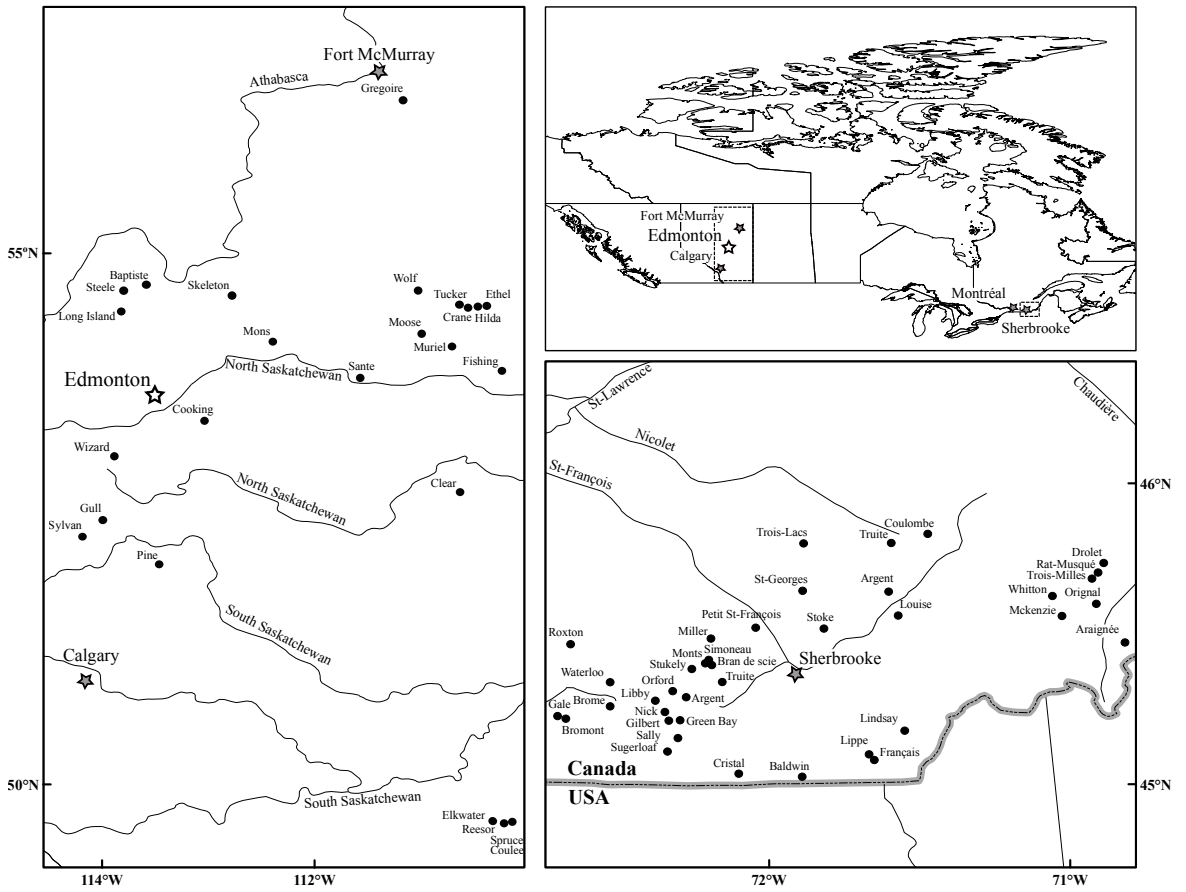 Fort McMurray
Athabasca
Gregoire
55°N
Baptiste
Steele
Long Island
Skeleton
Wolf
Tucker
Ethel
Crane
Hilda
Moose
Muriel
Fishing
Mons
Sante
North Saskatchewan
Edmonton
Cooking
Wizard
Clear
North Saskatchewan
Gull
Sylvan
Pine
South Saskatchewan
Calgary
50°N
South Saskatchewan
Elkwater
Reesor
Spruce
Coulee
114°W
112°W
Fort McMurray
Edmonton
Calgary
Montréal
Sherbrooke
St-Lawrence
Chaudière
Nicolet
St-François
46°N
Trois-Lacs
Truite
Coulombe
Drolet
Rat-Musqué
Trois-Milles
Whitton
Orignal
Mckenzie
Araignée
St-Georges
Argent
Louise
Petit St-François
Stoke
Miller
Roxton
Simoneau
Monts
Bran de scie
Stukely
Sherbrooke
Waterloo
Truite
Orford
Libby
Argent
Brome
Gale
Nick
Bromont
Gilbert
Green Bay
Sally
Sugerloaf
Lindsay
Lippe
Français
Cristal
Baldwin
Canada
USA
45°N
72°W
71°W